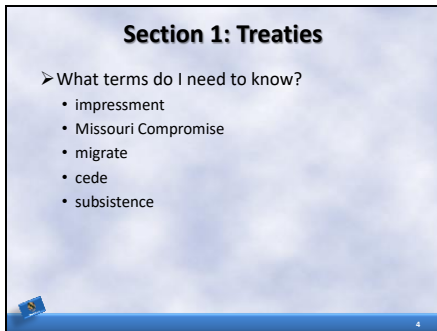 Section 1: Treaties
➢What terms do I need to know?
• impressment
• Missouri Compromise
• migrate
• cede
• subsistence
4